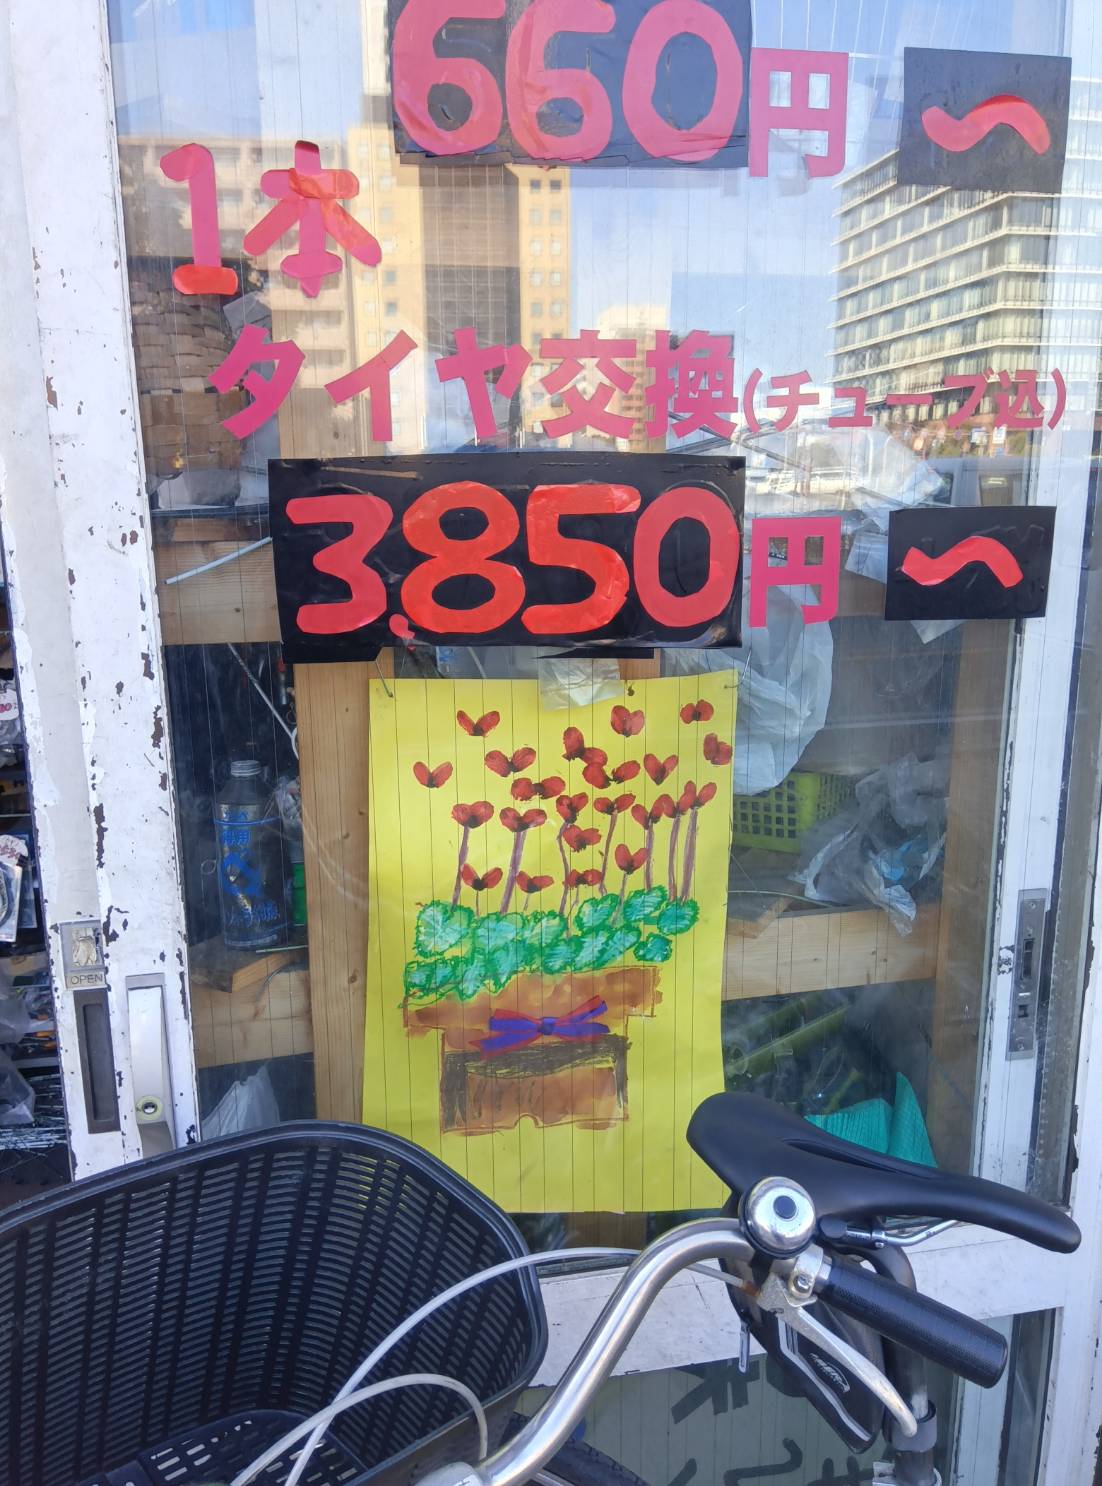 660円〜
1本
タイヤ交換(チューブ込)
3,850円〜
OPEN